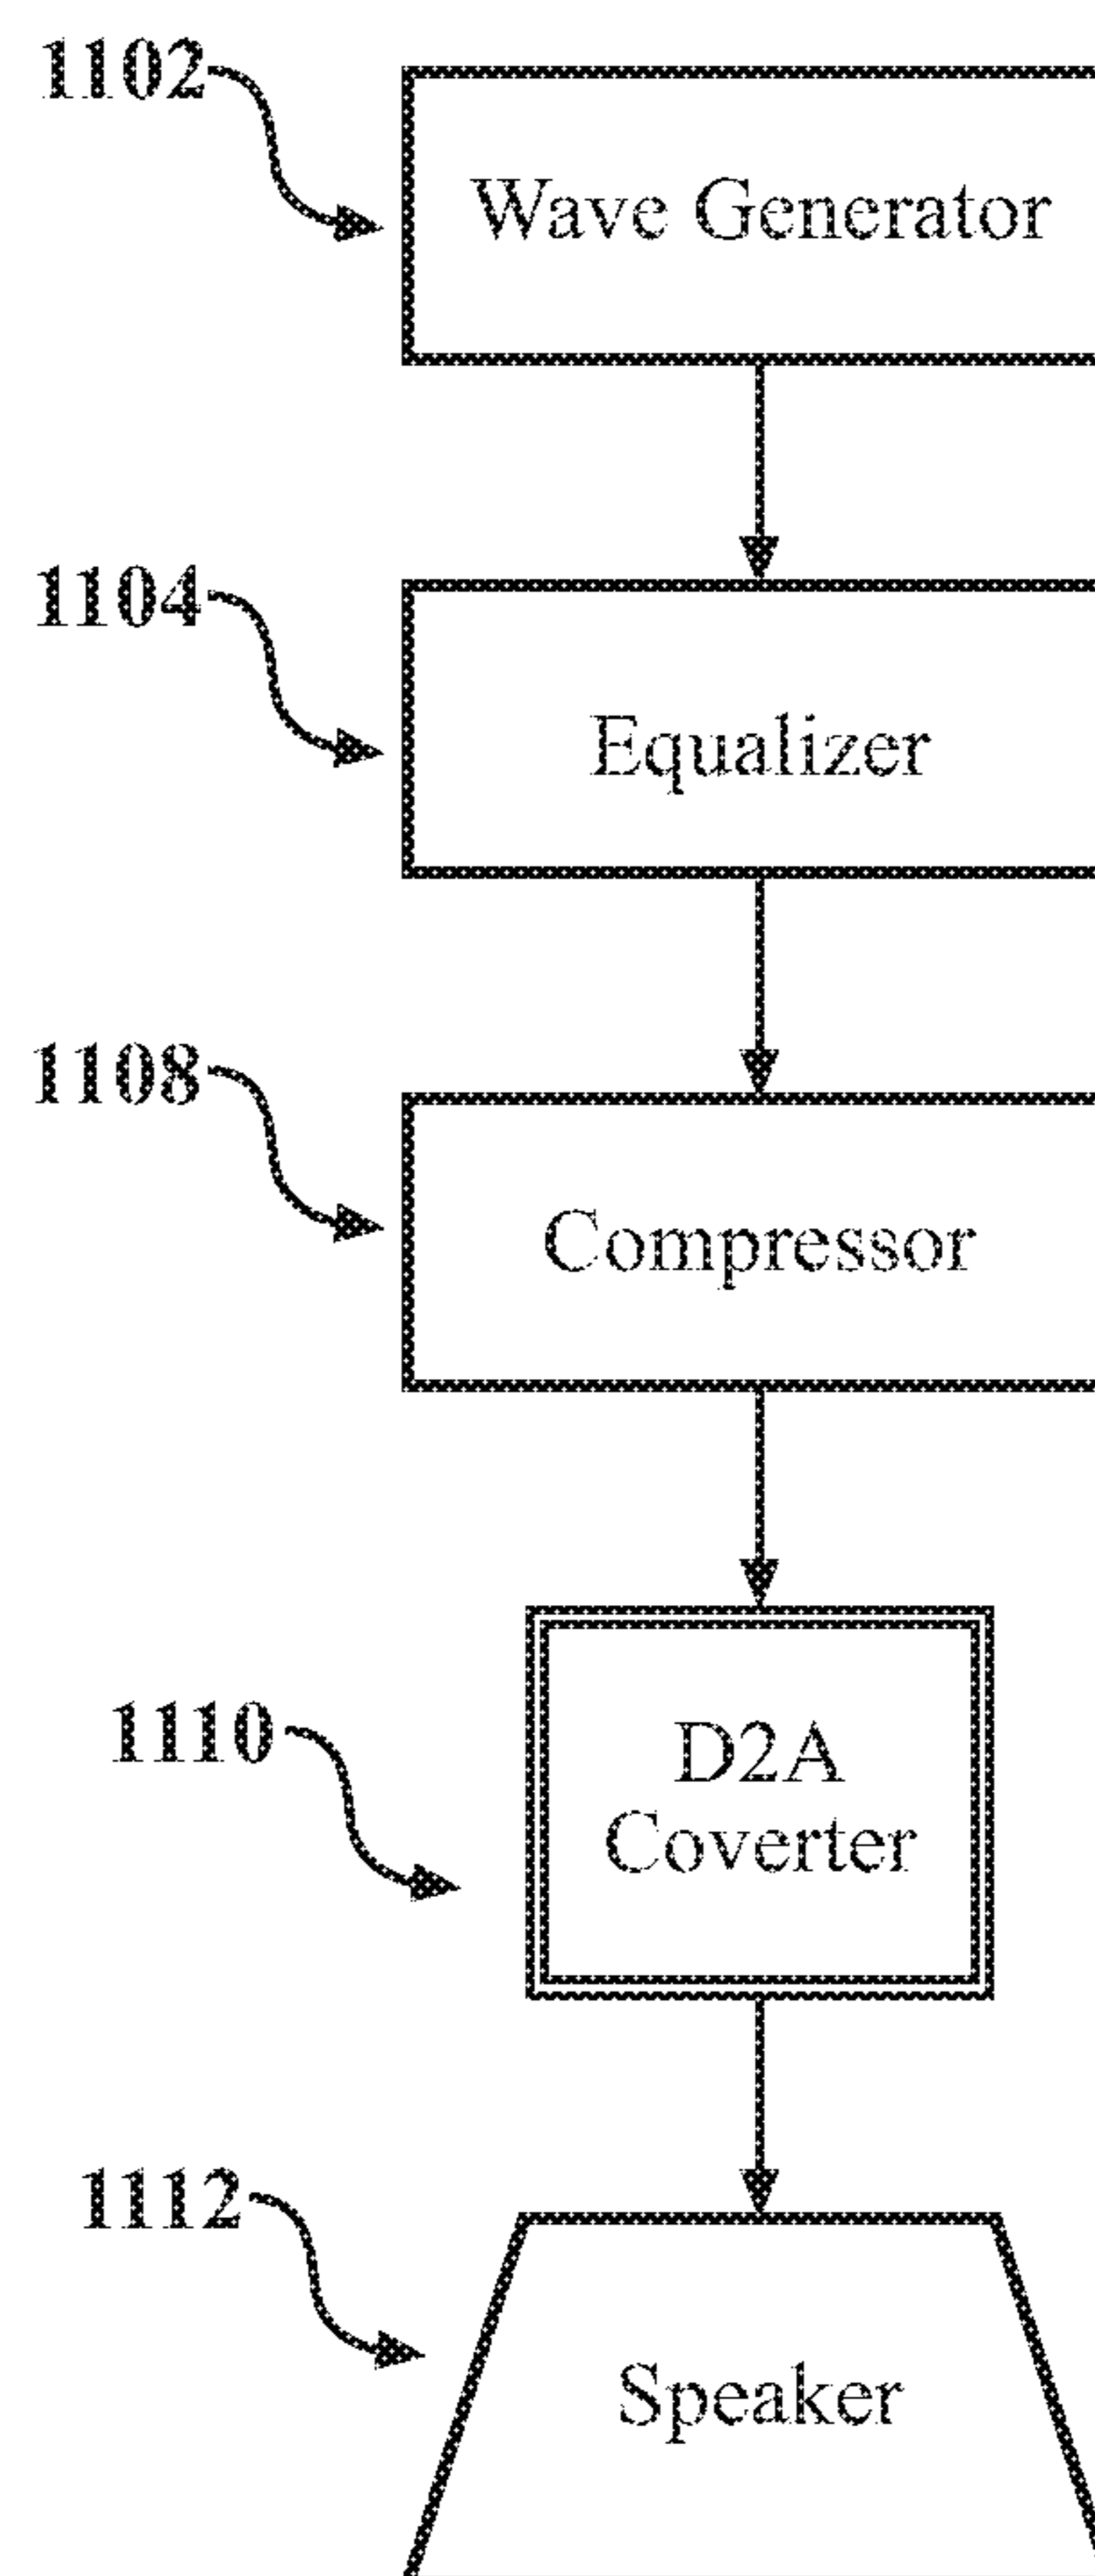 1102
Wave Generator
1104
Equalizer
1108
Compressor
1110
D2A
Coverter
1112
Speaker